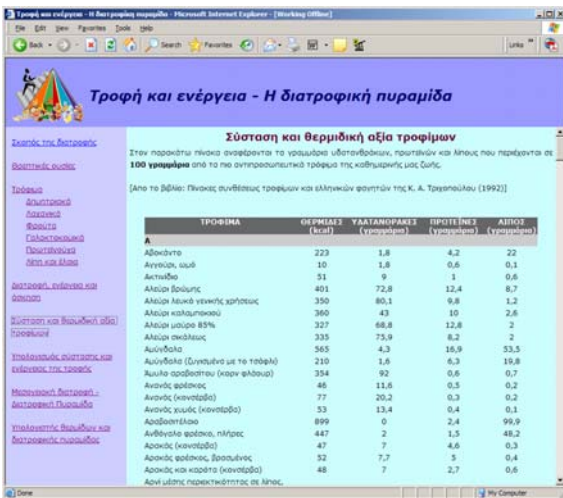 Τροφή και ενέργεια - Η διατροφική πυραμίδα - Microsoft Internet Explorer - [Working Offline]
File Edit View Favorites Tools Help
Back Search Favorites Links
Τροφή και ενέργεια - Η διατροφική πυραμίδα
Σκοπός της διατροφής
Θρεπτικές ουσίες
Τρόφιμα
Δημητριακά
Λαχανικά
Φρούτα
Γαλακτοκομικά
Πρωτεϊνούχα
Λίπη και έλαια
Διατροφή, ενέργεια και
άσκηση
Σύσταση και θερμιδική αξία
τροφίμων
Υπολογισμός σύστασης και
ενέργειας της τροφής
Μεσογειακή διατροφή -
Διατροφική Πυραμίδα
Υπολογιστής θερμίδων και
διατροφικής πυραμίδας
Σύσταση και θερμιδική αξία τροφίμων
Στον παρακάτω πίνακα αναφέρονται τα γραμμάρια υδατανθράκων, πρωτεϊνών και λίπους που περιέχονται σε
100 γραμμάρια από τα πιο αντιπροσωπευτικά τρόφιμα της καθημερινής μας ζωής.
[Απο το βιβλίο: Πίνακες συνθέσεως τροφίμων και ελληνικών φαγητών της Κ. Α. Τριχοπούλου (1992)]
ΤΡΟΦΙΜΑ ΘΕΡΜΙΔΕΣ (kcal) ΥΔΑΤΑΝΘΡΑΚΕΣ (γραμμάρια) ΠΡΩΤΕΪΝΕΣ (γραμμάρια) ΛΙΠΟΣ (γραμμάρια)
Α
Αβοκάντο 223 1,8 4,2 22
Αγγούρι, ωμό 10 1,8 0,6 0,1
Ακτινίδιο 51 9 1 0,6
Αλεύρι βρώμης 401 72,8 12,4 8,7
Αλεύρι λευκό γενικής χρήσεως 350 80,1 9,8 1,2
Αλεύρι καλαμποκιού 360 43 10 2,6
Αλεύρι μαύρο 85% 327 68,8 12,8 2
Αλεύρι σικάλεως 335 75,9 8,2 2
Αμύγδαλα 565 4,3 16,9 53,5
Αμύγδαλα (ζυγισμένο με το τσόφλι) 210 1,6 6,3 19,8
Άμυλο αραβοσίτου (κορν φλάουρ) 354 92 0,6 0,7
Ανανάς φρέσκος 46 11,6 0,5 0,2
Ανανάς (κονσέρβα) 77 20,2 0,3 0,2
Ανανάς χυμός (κονσέρβα) 53 13,4 0,4 0,1
Αραβοσιτέλαιο 899 0 2,4 99,9
Ανθόγαλο φρέσκο, πλήρες 447 2 1,5 48,2
Αρακάς (κονσέρβα) 47 7 4,6 0,3
Αρακάς φρέσκος, βρασμένος 52 7,7 5 0,4
Αρακάς και καρότα (κονσέρβα) 48 7 2,7 0,6
Αρνί μέσης περιεκτικότητας σε λίπος,
Done My Computer